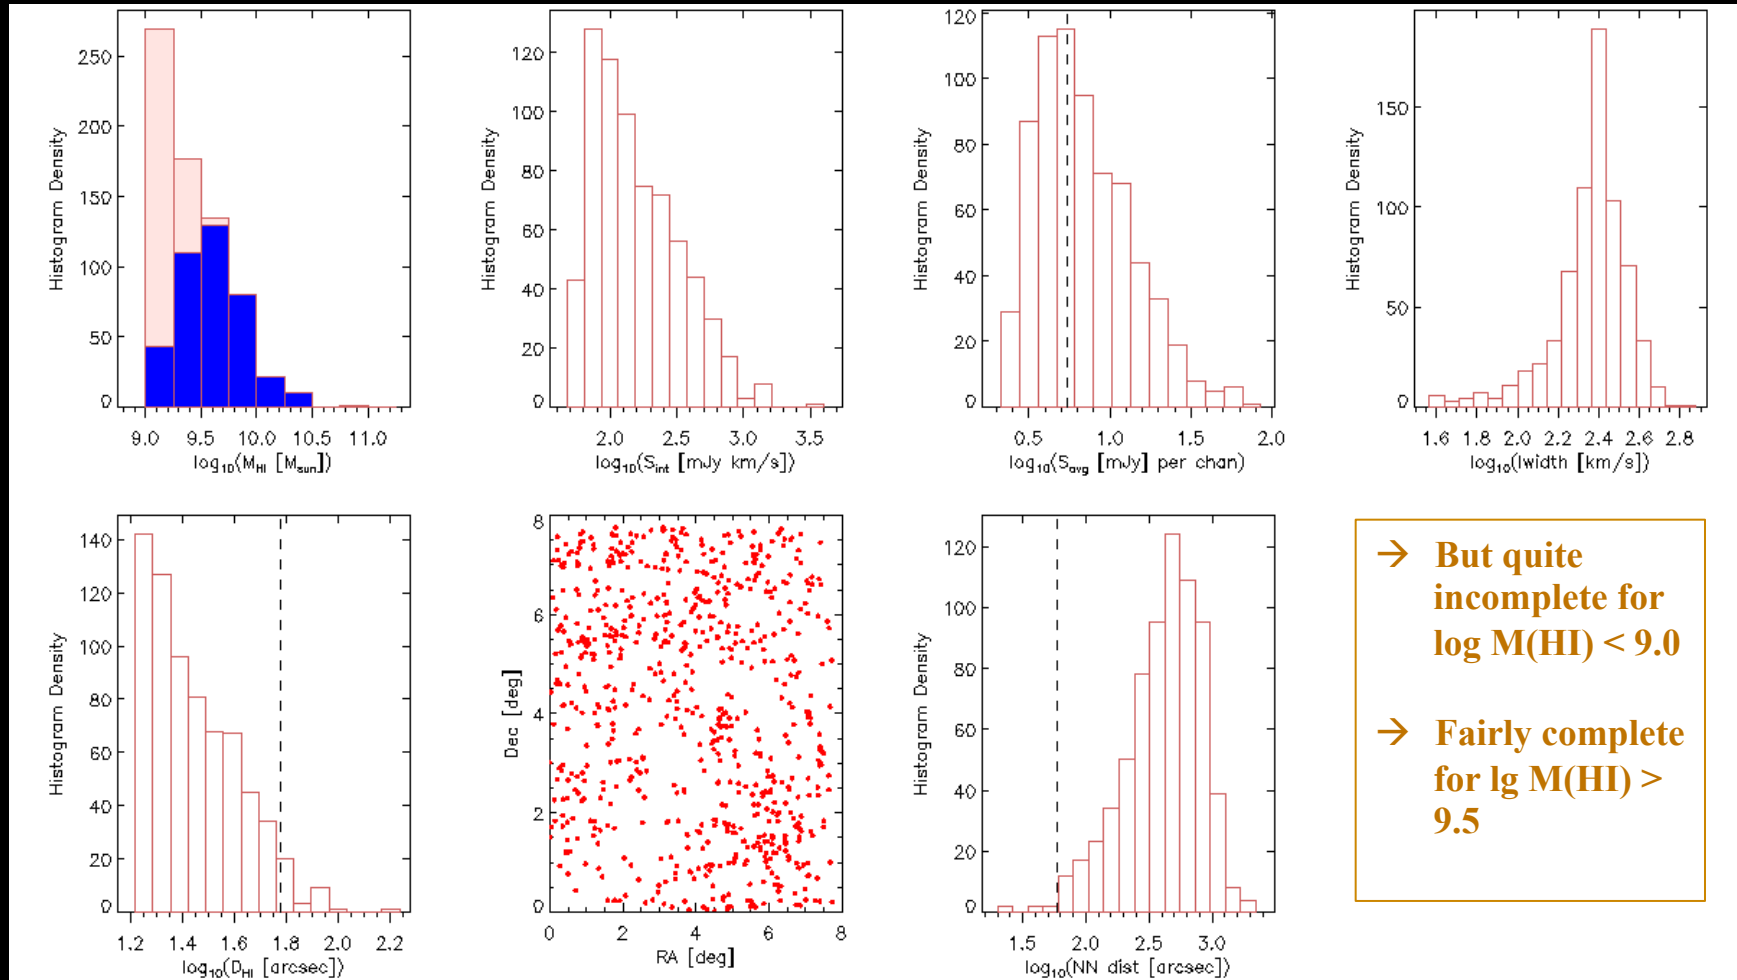 250
200
150
100
50
0
Histogram Density
9.0 9.5 10.0 10.5 11.0
log10(MHI [Msun])
120
100
80
60
40
20
0
Histogram Density
2.0 2.5 3.0 3.5
log10(Sint [mJy km/s])
120
100
80
60
40
20
0
Histogram Density
0.5 1.0 1.5 2.0
log10(Savg [mJy] per chan)
150
100
50
0
Histogram Density
1.6 1.8 2.0 2.2 2.4 2.6 2.8
log10(lwidth [km/s])
140
120
100
80
60
40
20
0
Histogram Density
1.2 1.4 1.6 1.8 2.0 2.2
log10(DHI [arcsec])
8
6
4
2
0
Dec [deg]
0 2 4 6 8
RA [deg]
120
100
80
60
40
20
0
Histogram Density
1.5 2.0 2.5 3.0
log10(NN dist [arcsec])
→ But quite
incomplete for
log M(HI) < 9.0
→ Fairly complete
for lg M(HI) >
9.5